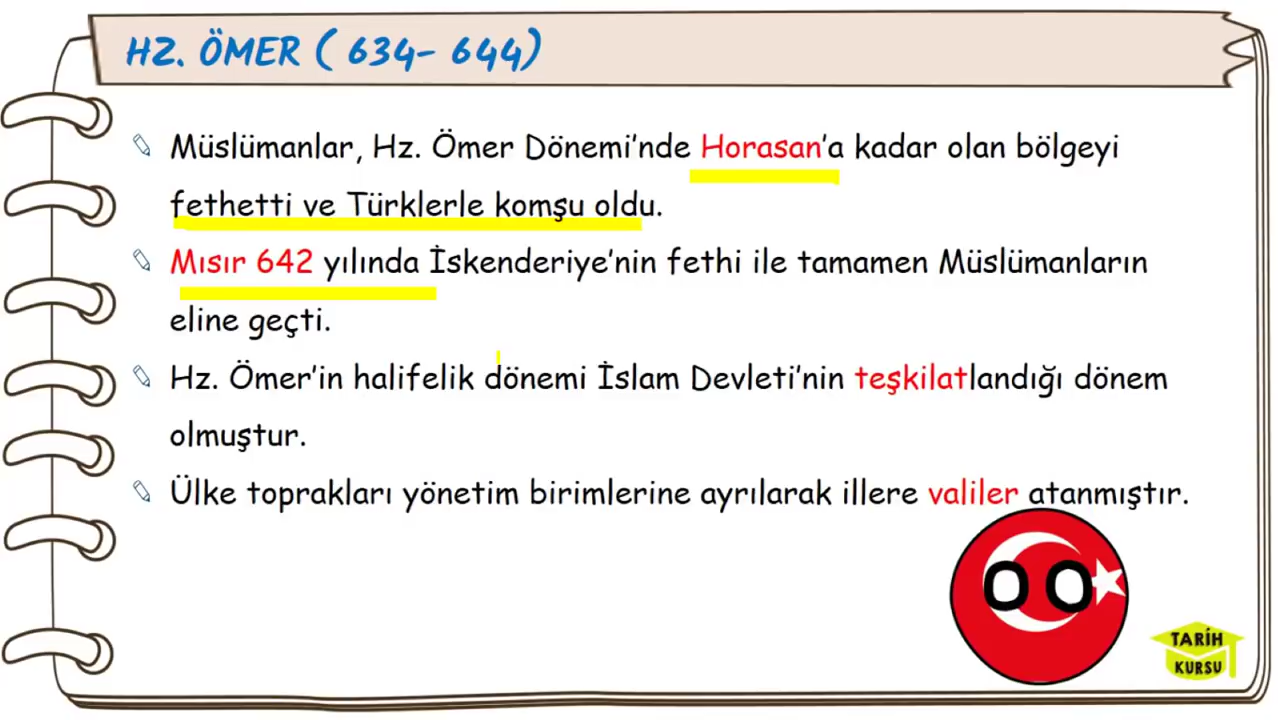 HZ. ÖMER ( 634- 644)
Müslümanlar, Hz. Ömer Dönemi'nde Horasan'a kadar olan bölgeyi
fethetti ve Türklerle komşu oldu.
Mısır 642 yılında İskenderiye'nin fethi ile tamamen Müslümanların
eline geçti.
Hz. Ömer'in halifelik dönemi İslam Devleti'nin teşkilatlandığı dönem
olmuştur.
Ülke toprakları yönetim birimlerine ayrılarak illere valiler atanmıştır.
TARİH
KURSU